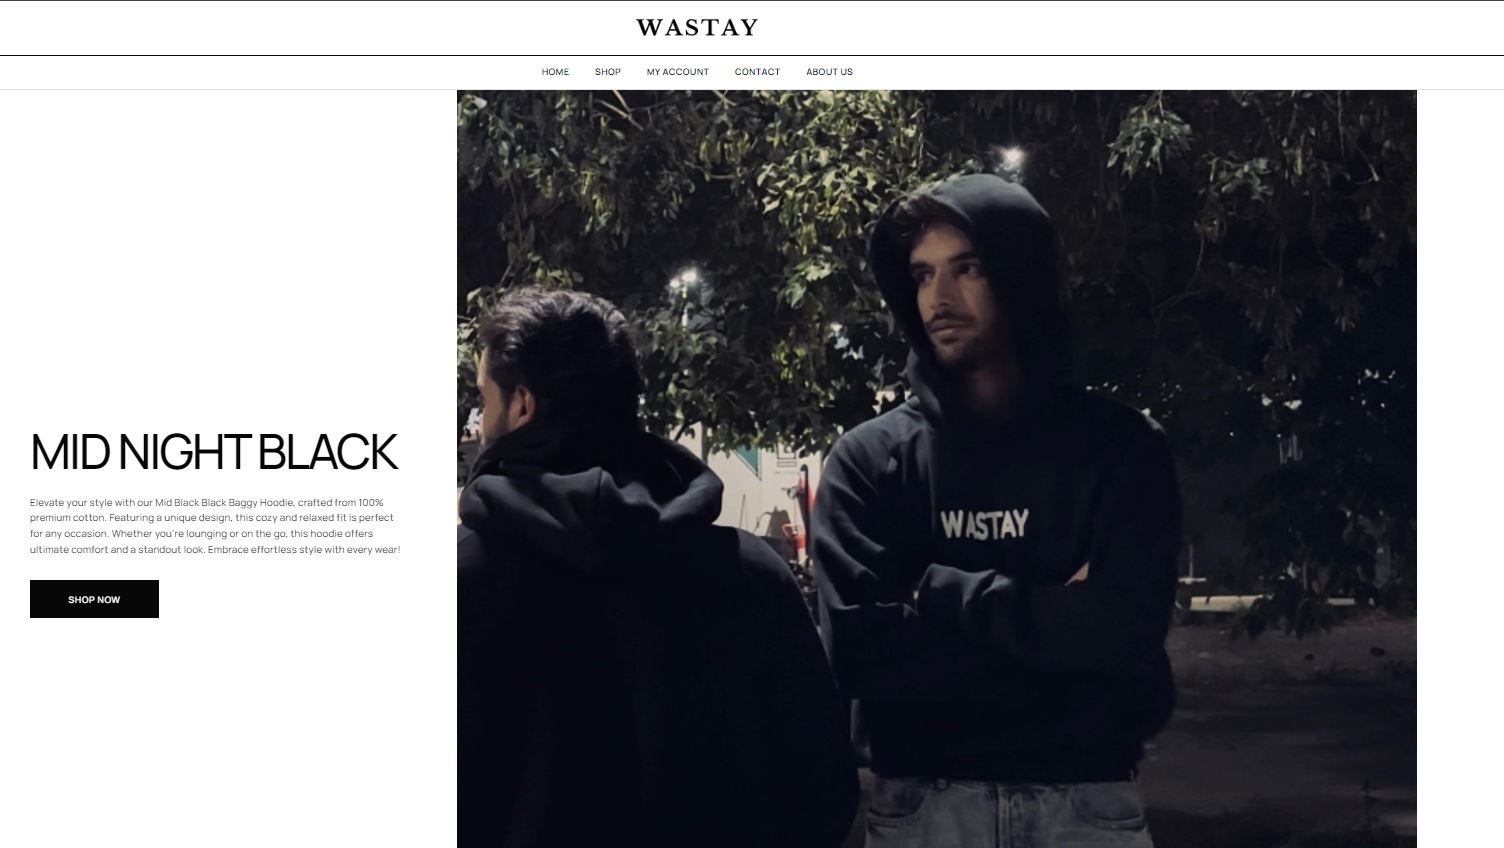 WASTAY
HOME SHOP MY ACCOUNT CONTACT ABOUT US
MID NIGHT BLACK
Elevate your style with our Mid Black Black Baggy Hoodie, crafted from 100%
premium cotton. Featuring a unique design, this cozy and relaxed fit is perfect
for any occasion. Whether you're lounging or on the go, this hoodie offers
ultimate comfort and a standout look. Embrace effortless style with every wear!
SHOP NOW
WASTAY